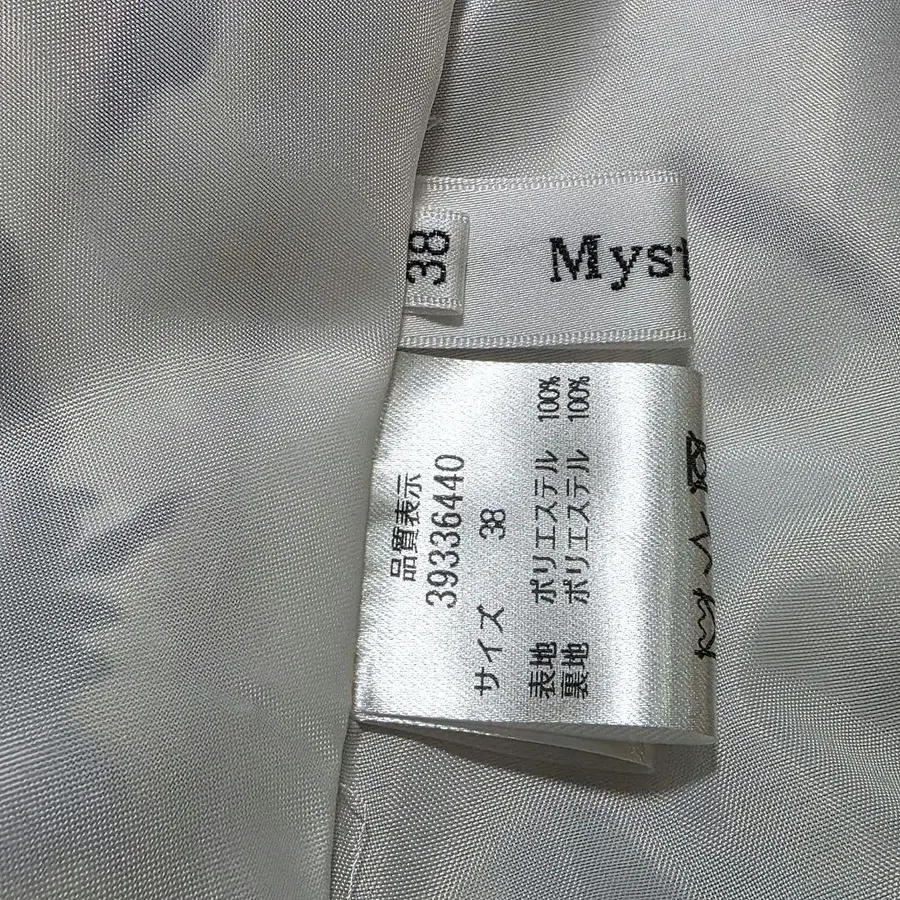 Myst
38
品質表示
39336440
サイズ 38
表地 ポリエステル 100%
裏地 ポリエステル 100%